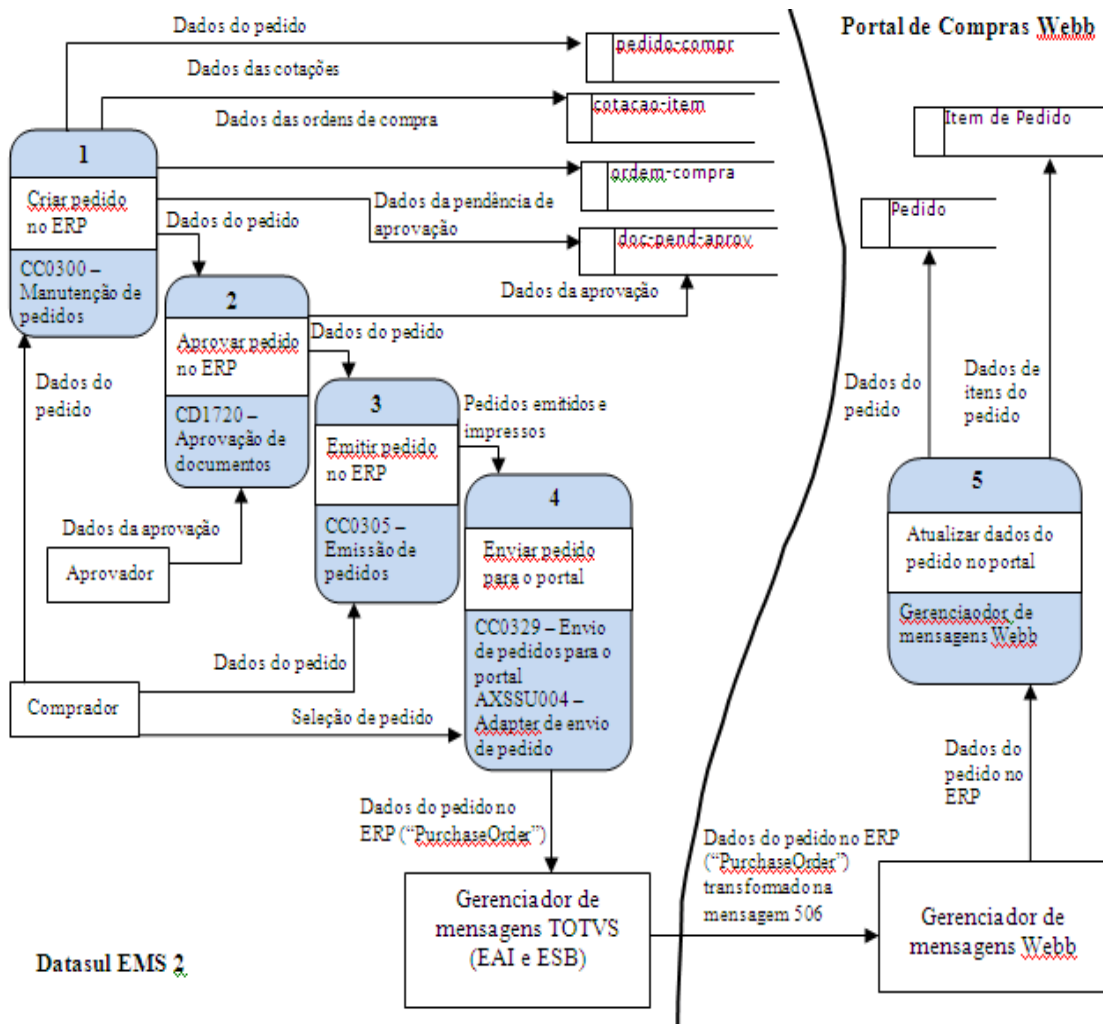 Dados do pedido
Portal de Compras Webb
pedido-compr
Dados das cotações
cotacao-item
Dados das ordens de compra
Item de Pedido
1
Criar pedido
no ERP
CC0300 –
Manutenção de
pedidos
ordem-compra
Dados da pendência de
aprovação
Dados do pedido
Pedido
doc-pend-aprov
Dados da aprovação
2
Aprovar pedido
no ERP
CD1720 –
Aprovação de
documentos
Dados do pedido
Dados do
pedido
Dados do
pedido
Dados de
itens do
pedido
3
Emitir pedido
no ERP
CC0305 –
Emissão de
pedidos
Pedidos emitidos e
impressos
4
Enviar pedido
para o portal
CC0329 – Envio
de pedidos para o
portal
AXSSU004 –
Adapter de envio
de pedido
5
Atualizar dados do
pedido no portal
Gerenciaodor de
mensagens Webb
Dados da aprovação
Aprovador
Dados do pedido
Comprador
Seleção de pedido
Dados do
pedido no
ERP
Dados do pedido no
ERP (“PurchaseOrder”)
Dados do pedido no ERP
(“PurchaseOrder”)
transformado na
mensagem 506
Gerenciador de
mensagens TOTVS
(EAI e ESB)
Gerenciador de
mensagens Webb
Datasul EMS 2